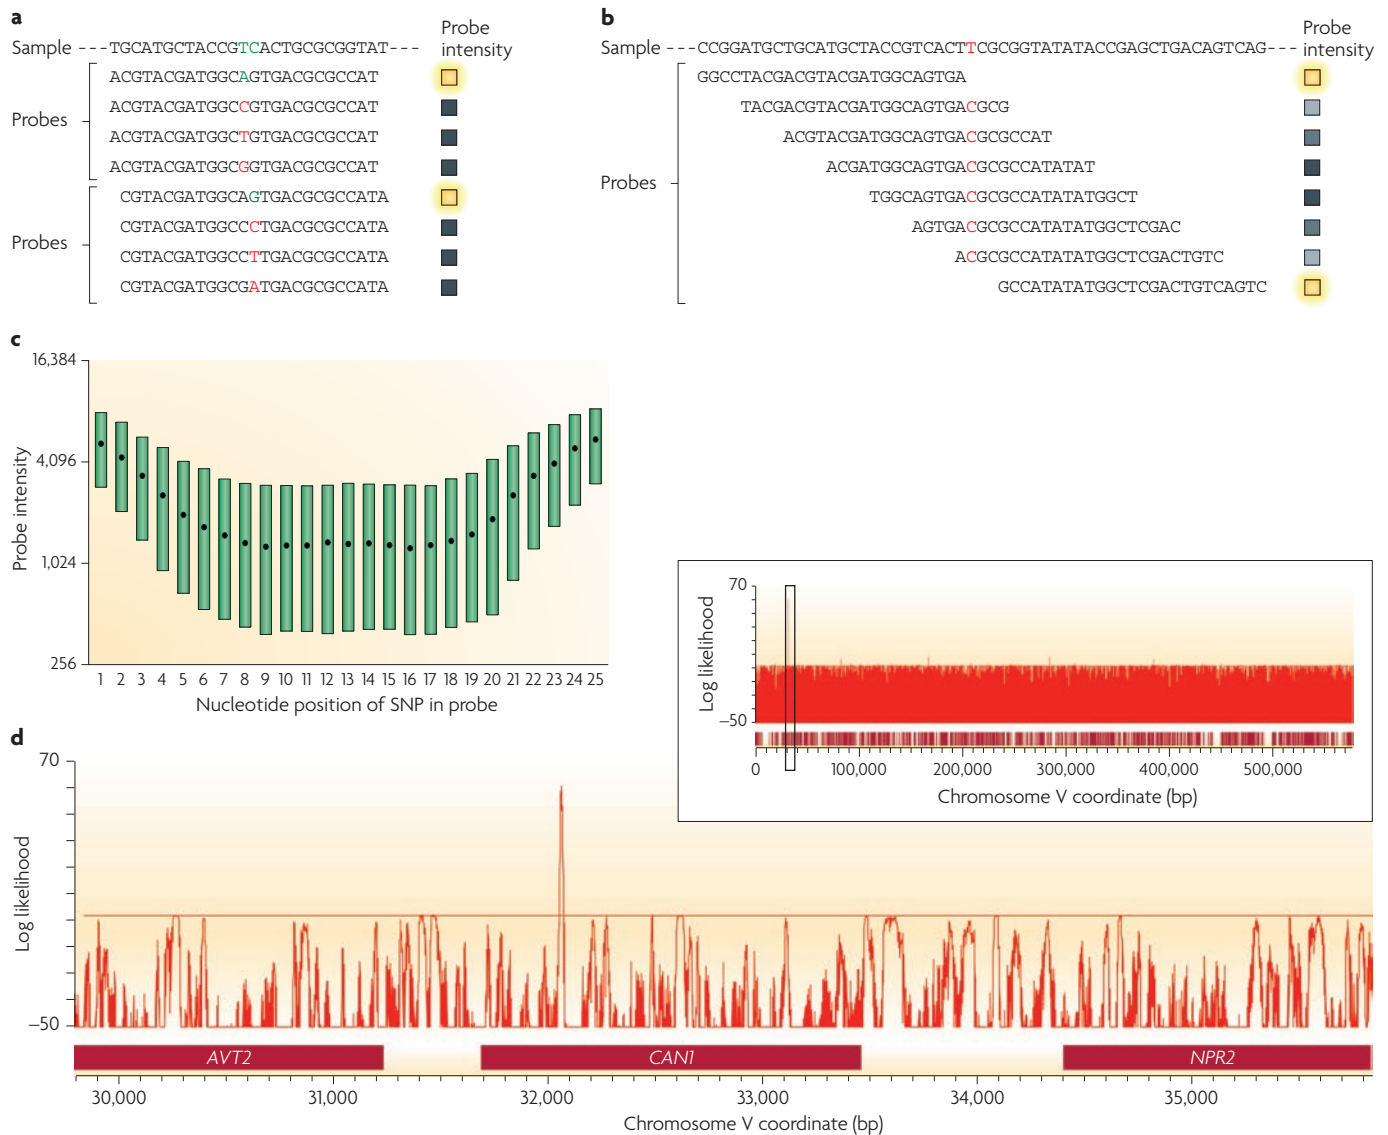 a
Sample ---TGCATGCTACCGTCACTGCGCGGTAT---
Probe intensity
Probes
ACGTACGATGGCAGTGACGCGCCAT
ACGTACGATGGCCGTGACGCGCCAT
ACGTACGATGGCTGTGACGCGCCAT
ACGTACGATGGCGGTGACGCGCCAT
Probes
CGTACGATGGCAGTGACGCGCCATA
CGTACGATGGCCCTGACGCGCCATA
CGTACGATGGCCTTGACGCGCCATA
CGTACGATGGCGATGACGCGCCATA
b
Sample ---CCGGATGCTGCATGCTACCGTCACTTCGCGGTATATACCGAGCTGACAGTCAG---
Probe intensity
Probes
GGCCTACGACGTACGATGGCAGTGA
TACGACGTACGATGGCAGTGACGCG
ACGTACGATGGCAGTGACGCGCCAT
ACGATGGCAGTGACGCGCCATATAT
TGGCAGTGACGCGCCATATATGGCT
AGTGACGCGCCATATATGGCTCGAC
ACGCGCCATATATGGCTCGACTGTC
GCCATATATGGCTCGACTGTCAGTC
c
16,384
4,096
1,024
256
Probe intensity
1 2 3 4 5 6 7 8 9 10 11 12 13 14 15 16 17 18 19 20 21 22 23 24 25
Nucleotide position of SNP in probe
70
–50
Log likelihood
0 100,000 200,000 300,000 400,000 500,000
Chromosome V coordinate (bp)
d
70
–50
Log likelihood
AVT2 CAN1 NPR2
30,000 31,000 32,000 33,000 34,000 35,000
Chromosome V coordinate (bp)